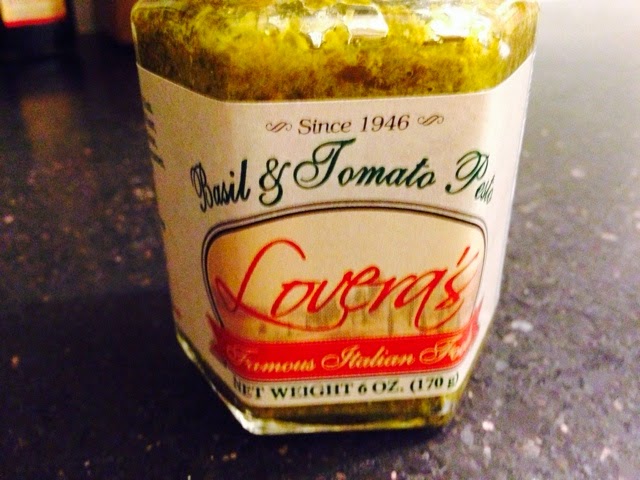 Since 1946
Basil & Tomato Pesto
Lovera's
Famous Italian
NET WEIGHT 6 OZ. (170 g)